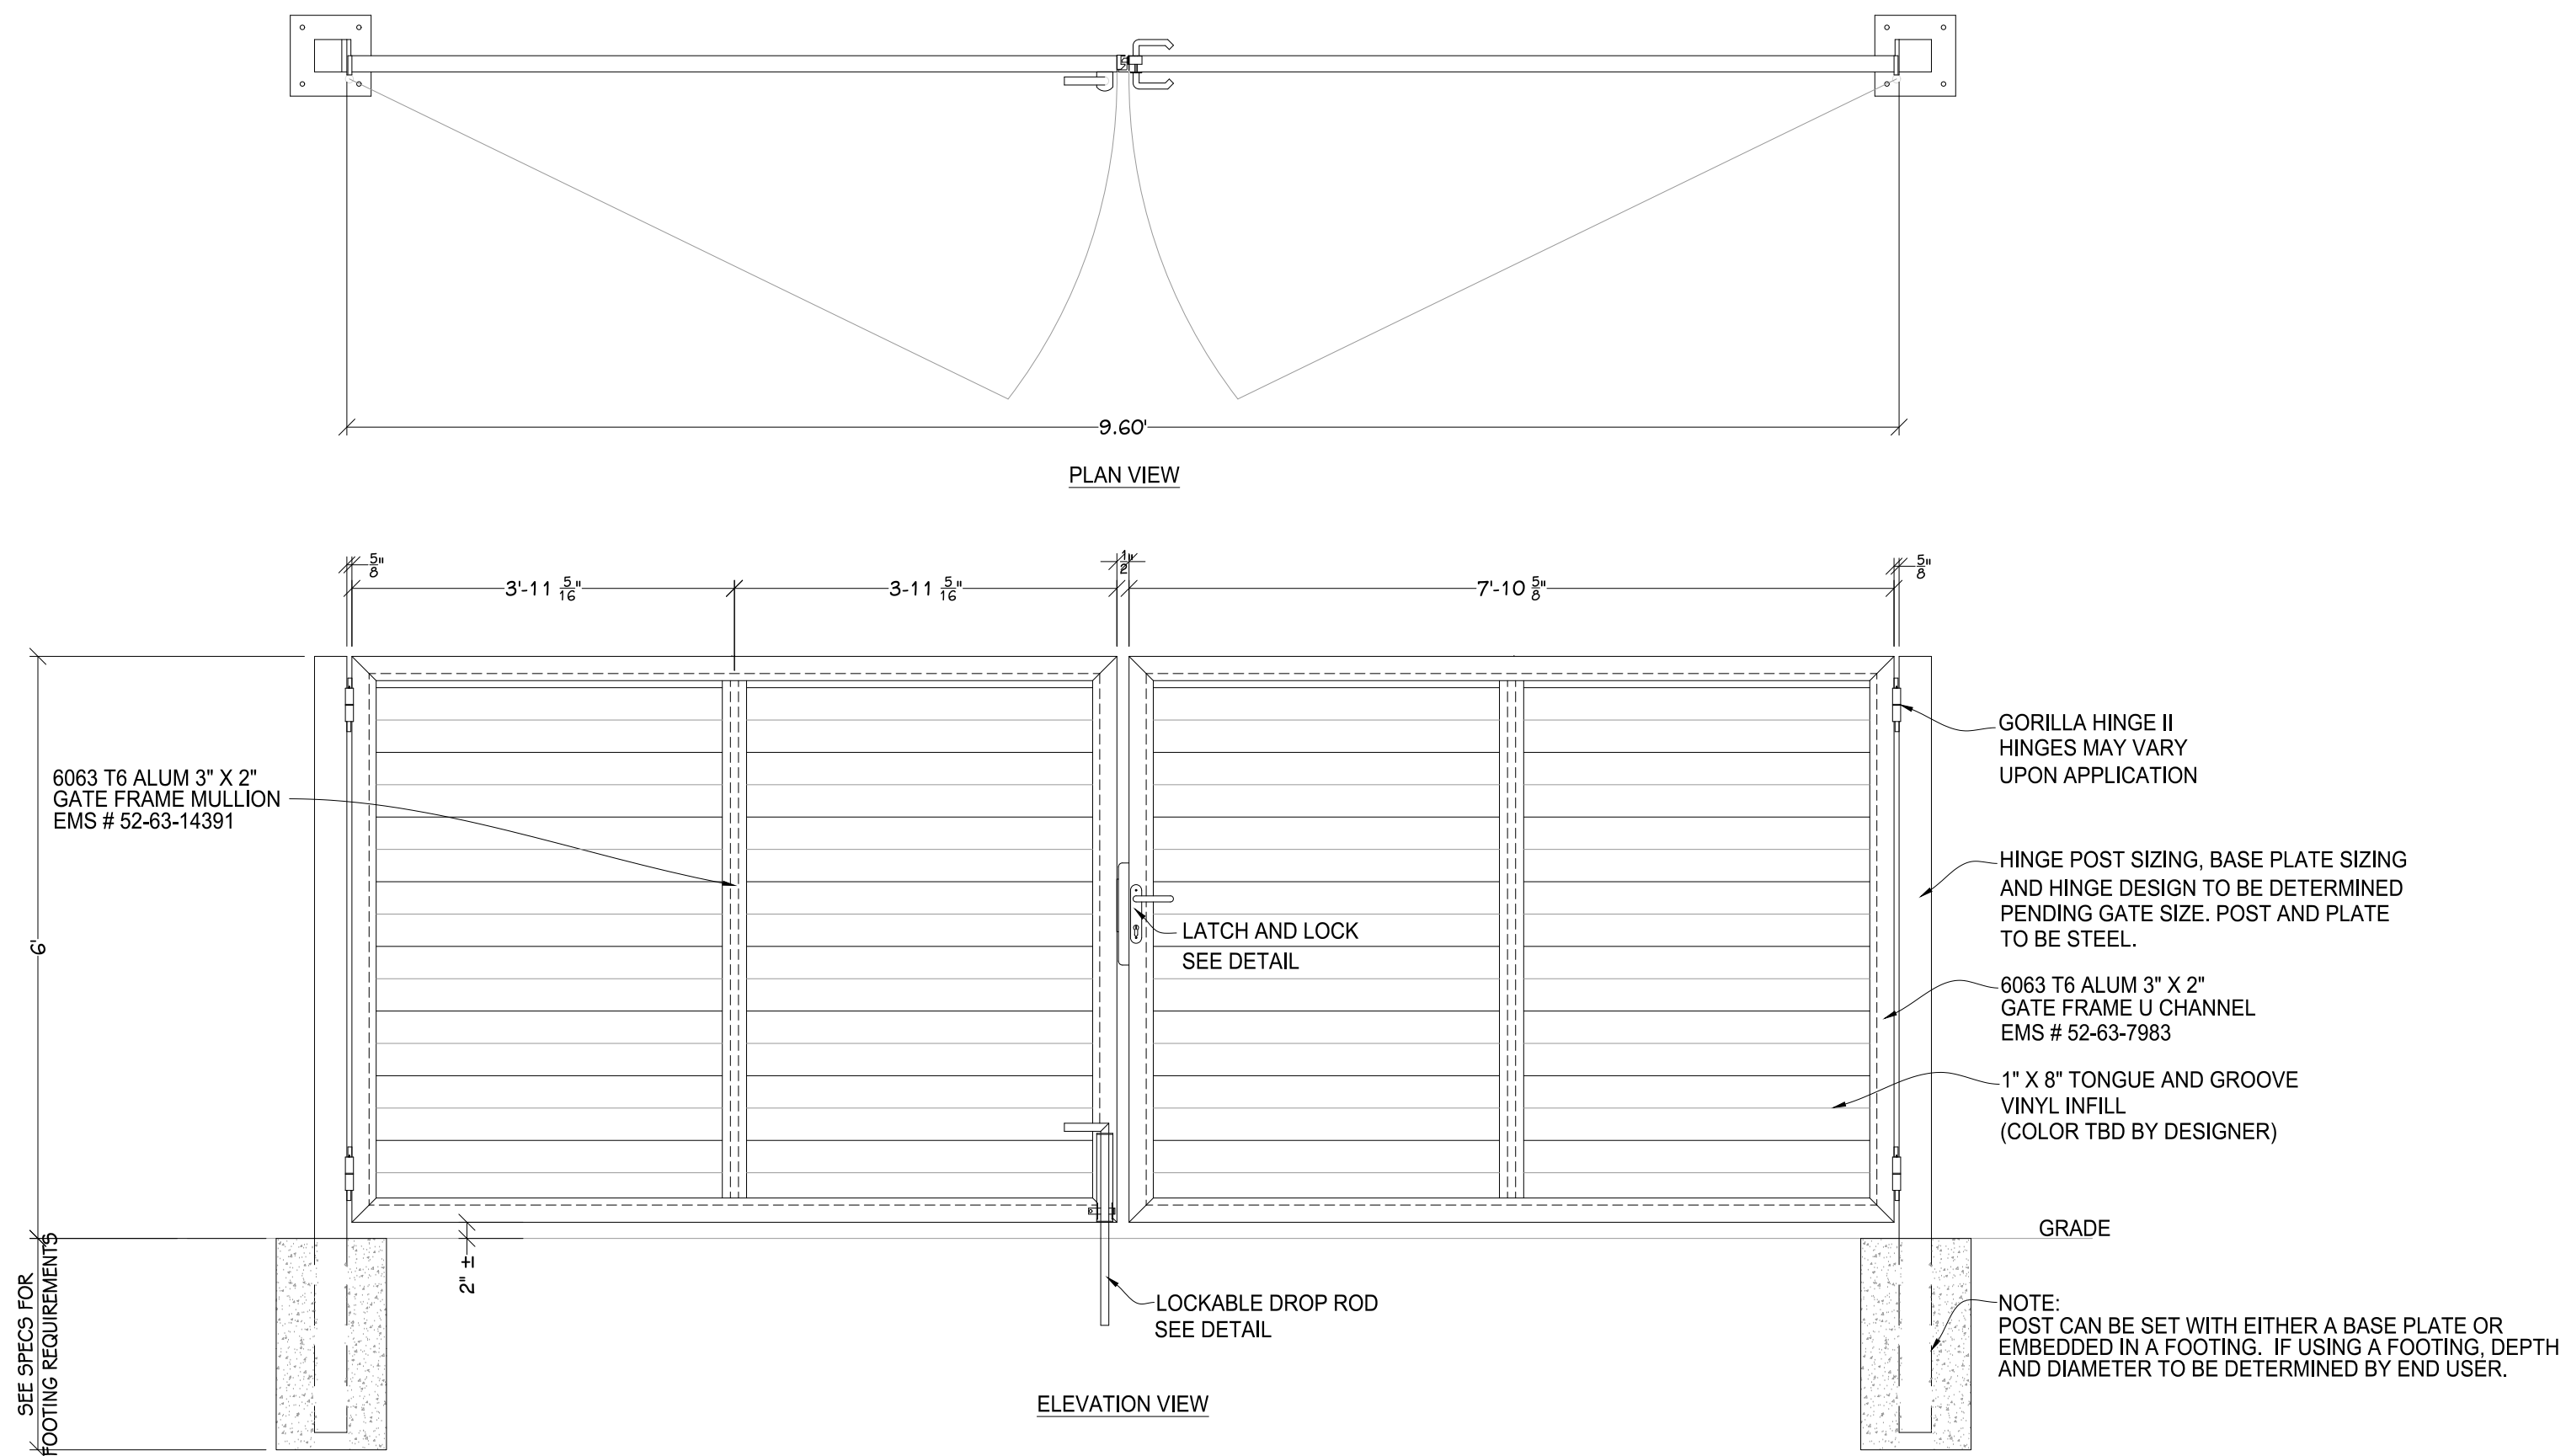 9.60'
PLAN VIEW
5/8"
3'-11 5/16"
3-11 5/16"
1/2"
7'-10 5/8"
5/8"
6'
6063 T6 ALUM 3" X 2"
GATE FRAME MULLION
EMS # 52-63-14391
LATCH AND LOCK
SEE DETAIL
GORILLA HINGE II
HINGES MAY VARY
UPON APPLICATION
HINGE POST SIZING, BASE PLATE SIZING
AND HINGE DESIGN TO BE DETERMINED
PENDING GATE SIZE. POST AND PLATE
TO BE STEEL.
6063 T6 ALUM 3" X 2"
GATE FRAME U CHANNEL
EMS # 52-63-7983
1" X 8" TONGUE AND GROOVE
VINYL INFILL
(COLOR TBD BY DESIGNER)
GRADE
2" ±
SEE SPECS FOR
FOOTING REQUIREMENTS
LOCKABLE DROP ROD
SEE DETAIL
NOTE:
POST CAN BE SET WITH EITHER A BASE PLATE OR
EMBEDDED IN A FOOTING. IF USING A FOOTING, DEPTH
AND DIAMETER TO BE DETERMINED BY END USER.
ELEVATION VIEW